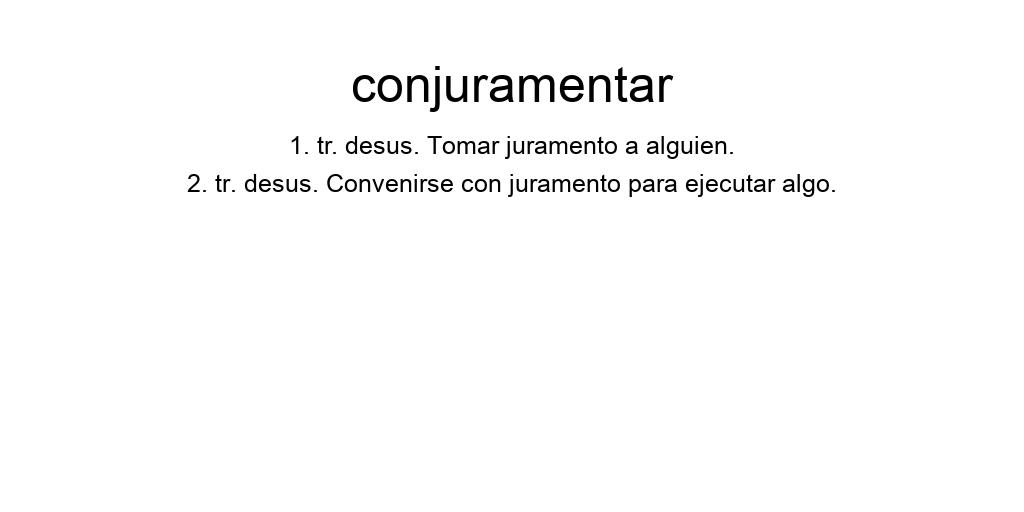 conjuramentar
1. tr. desus. Tomar juramento a alguien.
2. tr. desus. Convenirse con juramento para ejecutar algo.